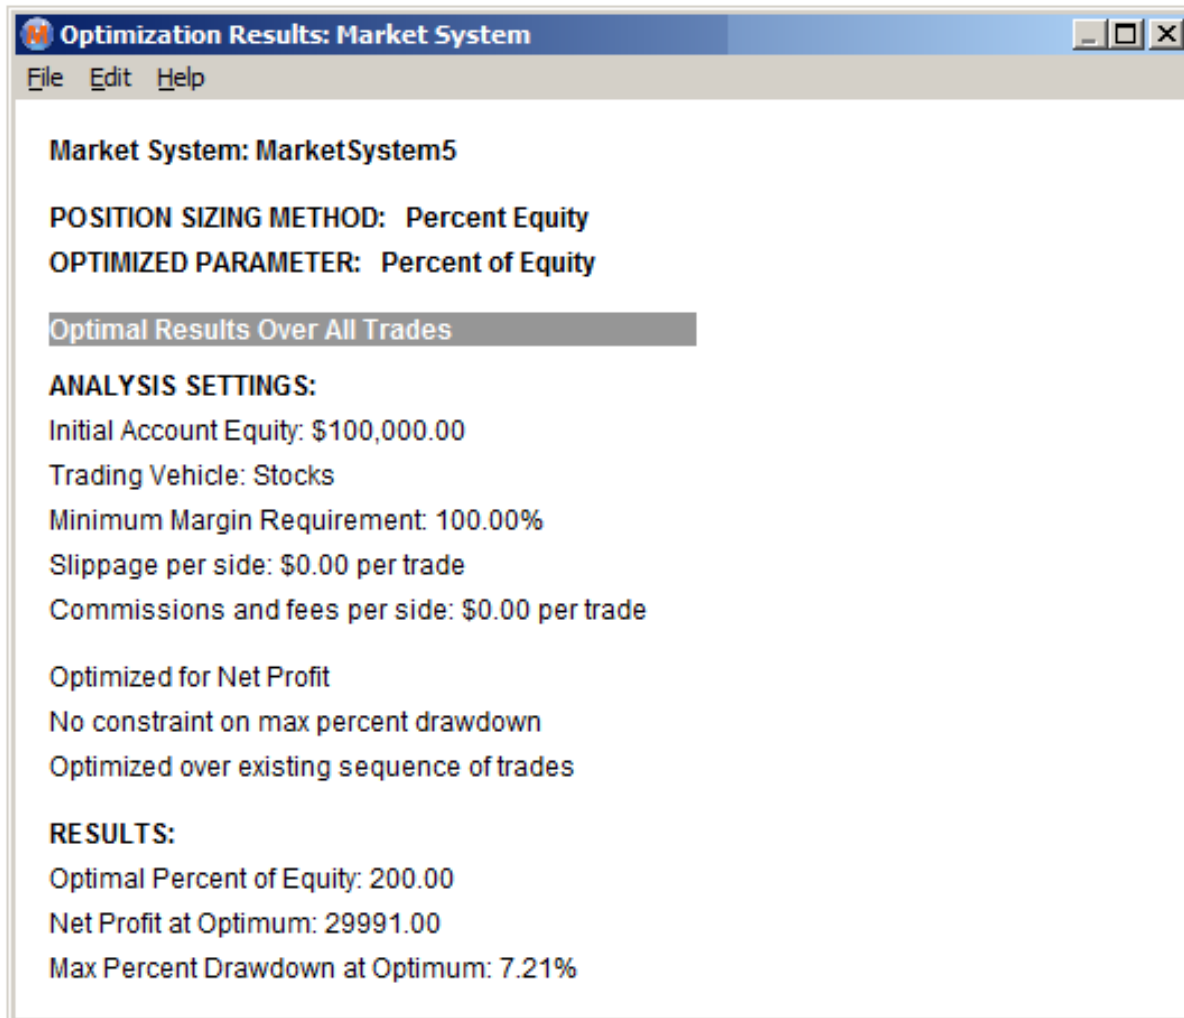 Optimization Results: Market System
File Edit Help
Market System: MarketSystem5
POSITION SIZING METHOD: Percent Equity
OPTIMIZED PARAMETER: Percent of Equity
Optimal Results Over All Trades
ANALYSIS SETTINGS:
Initial Account Equity: $100,000.00
Trading Vehicle: Stocks
Minimum Margin Requirement: 100.00%
Slippage per side: $0.00 per trade
Commissions and fees per side: $0.00 per trade
Optimized for Net Profit
No constraint on max percent drawdown
Optimized over existing sequence of trades
RESULTS:
Optimal Percent of Equity: 200.00
Net Profit at Optimum: 29991.00
Max Percent Drawdown at Optimum: 7.21%